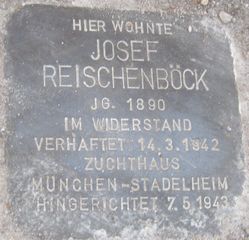 HIER WOHNTE
JOSEF
REISCHENBÖCK
JG. 1890
IM WIDERSTAND
VERHAFTET 14.3.1942
ZUCHTHAUS
MÜNCHEN-STADELHEIM
HINGERICHTET 7.5.1943